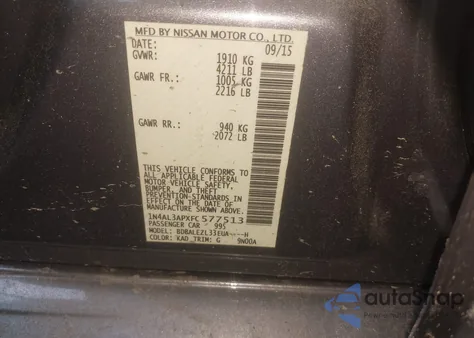 MFD BY NISSAN MOTOR CO., LTD.
DATE: 09/15
GVWR: 1910 KG
4211 LB
GAWR FR.: 1005 KG
2216 LB
GAWR RR.: 940 KG
2072 LB
THIS VEHICLE CONFORMS TO
ALL APPLICABLE FEDERAL
MOTOR VEHICLE SAFETY,
BUMPER, AND THEFT
PREVENTION STANDARDS IN
EFFECT ON THE DATE OF
MANUFACTURE SHOWN ABOVE.
1N4AL3APXFC577513
PASSENGER CAR 995
MODEL: BDBALEZL33EUA----H
COLOR: KAD TRIM: G 9N00A
autoSnap